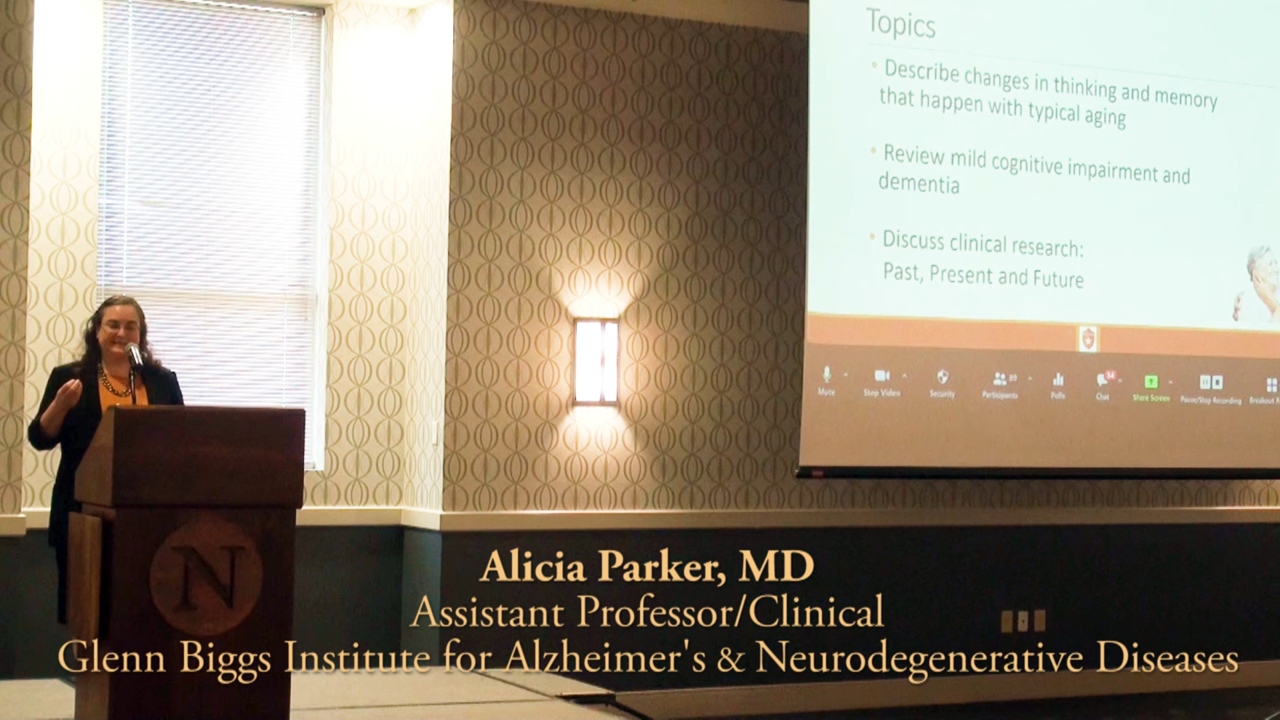 Topics
• Describe changes in thinking and memory
that happen with typical aging
• Review mild cognitive impairment and
dementia
• Discuss clinical research:
Past, Present and Future
Mute
Stop Video
Security
Participants
Polls
Chat
Share Screen
Pause/Stop Recording
Breakout
N
Alicia Parker, MD
Assistant Professor/Clinical
Glenn Biggs Institute for Alzheimer's & Neurodegenerative Diseases